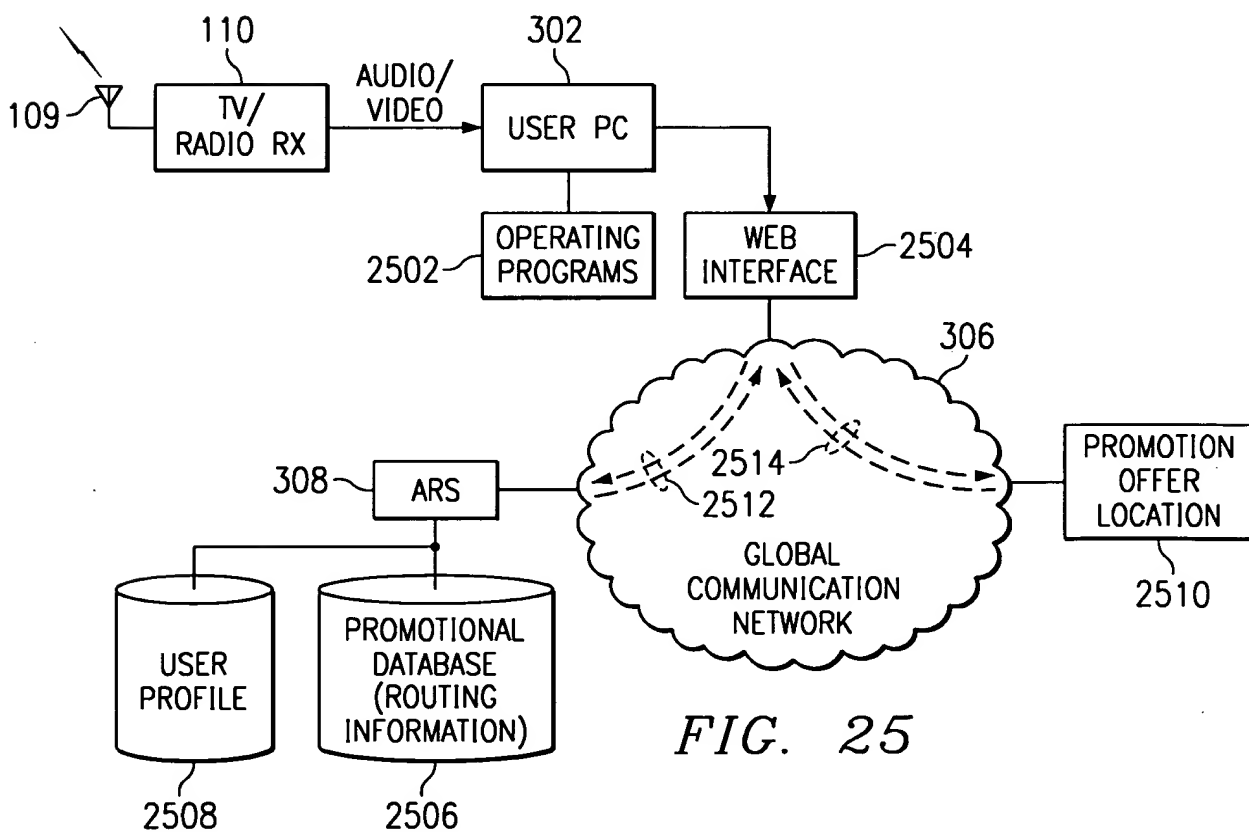 110
302
109
TV/
RADIO RX
AUDIO/
VIDEO
USER PC
2502
OPERATING
PROGRAMS
WEB
INTERFACE
2504
306
308
ARS
2512
2514
GLOBAL
COMMUNICATION
NETWORK
PROMOTION
OFFER
LOCATION
2510
USER
PROFILE
2508
PROMOTIONAL
DATABASE
(ROUTING
INFORMATION)
2506
FIG. 25